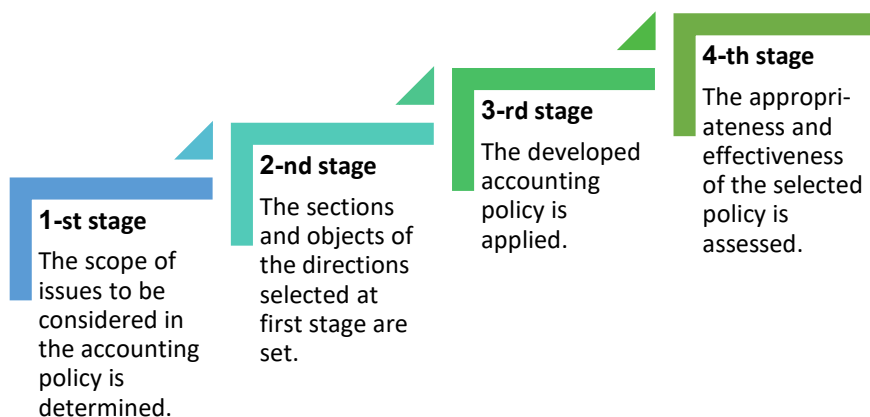 1-st stage
The scope of
issues to be
considered in
the accounting
policy is
determined.
2-nd stage
The sections
and objects of
the directions
selected at
first stage are
set.
3-rd stage
The developed
accounting
policy is
applied.
4-th stage
The appropri-
ateness and
effectiveness
of the selected
policy is
assessed.